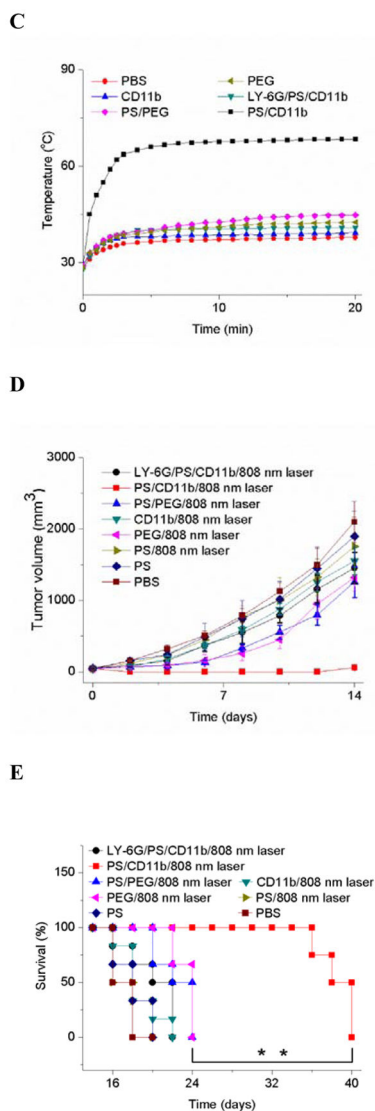 C
90
60
30
Temperature (°C)
PBS
PEG
CD11b
LY-6G/PS/CD11b
PS/PEG
PS/CD11b
0 10 20
Time (min)
D
3000
2000
1000
0
Tumor volume (mm3)
LY-6G/PS/CD11b/808 nm laser
PS/CD11b/808 nm laser
PS/PEG/808 nm laser
CD11b/808 nm laser
PEG/808 nm laser
PS/808 nm laser
PS
PBS
0 7 14
Time (days)
E
150
100
50
0
Survival (%)
LY-6G/PS/CD11b/808 nm laser
PS/CD11b/808 nm laser
PS/PEG/808 nm laser
CD11b/808 nm laser
PEG/808 nm laser
PS/808 nm laser
PS
PBS
* *
16 24 32 40
Time (days)